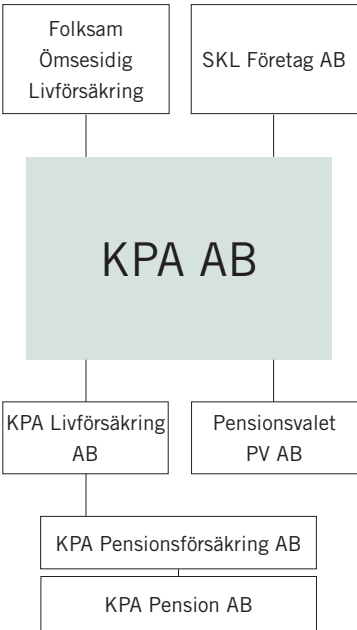 Folksam
Ömsesidig
Livförsäkring
SKL Företag AB
KPA AB
KPA Livförsäkring
AB
Pensionsvalet
PV AB
KPA Pensionsförsäkring AB
KPA Pension AB